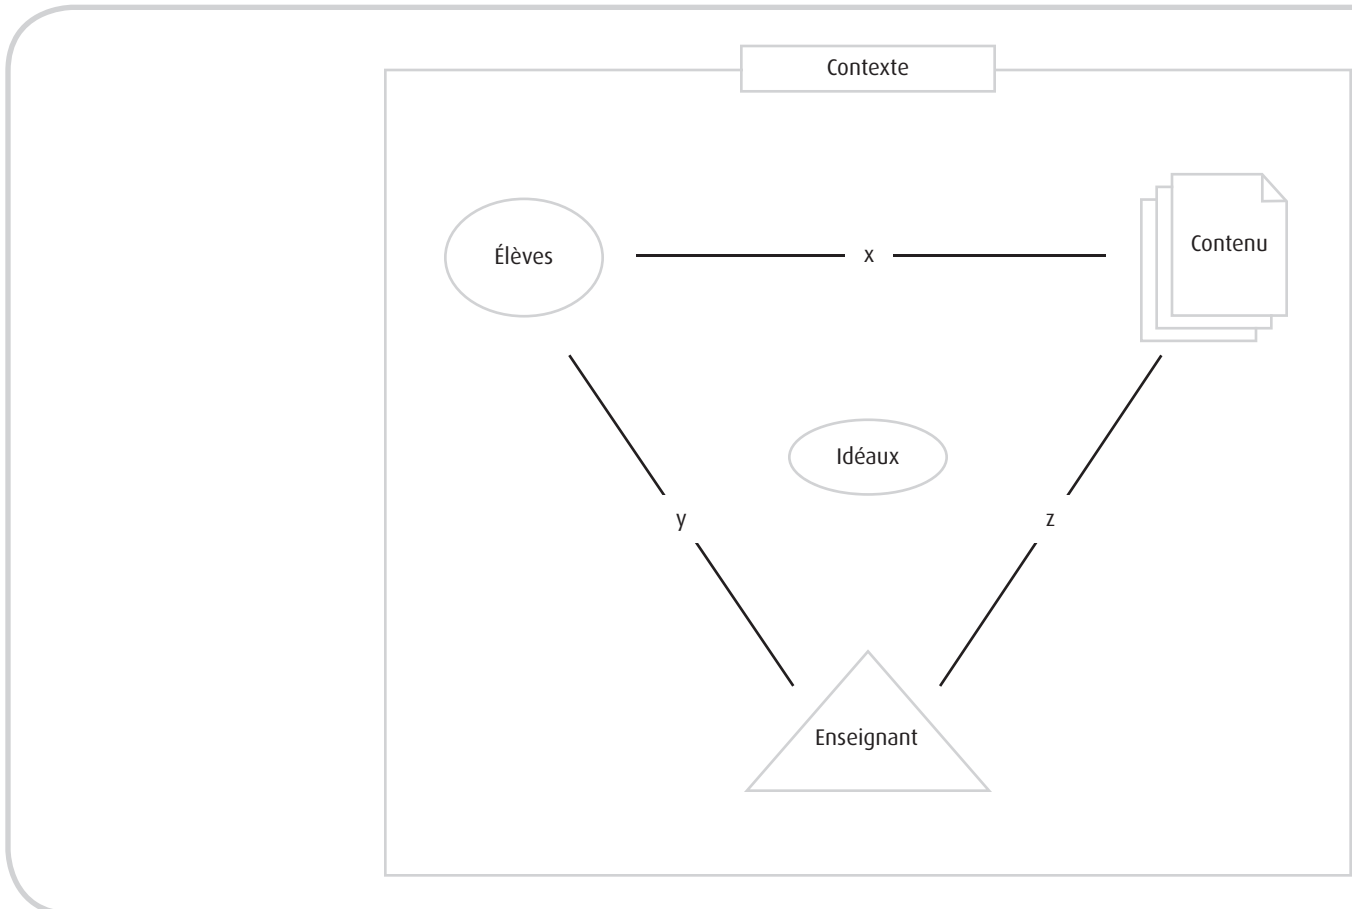 Contexte
Élèves
x
Contenu
Idéaux
y
z
Enseignant